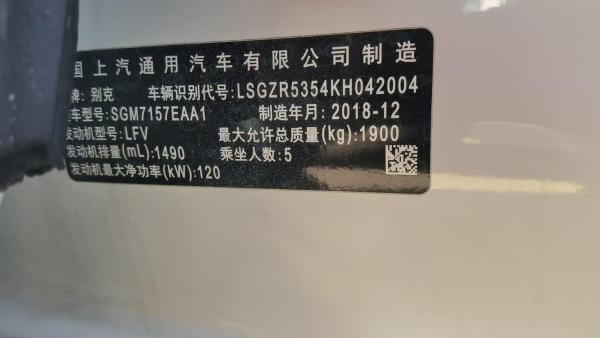 国上汽通用汽车有限公司制造
牌:别克 车辆识别代号:LSGZR5354KH042004
车型号:SGM7157EAA1 制造年月:2018-12
发动机型号:LFV 最大允许总质量(kg):1900
发动机排量(mL):1490 乘坐人数:5
发动机最大净功率(kW):120